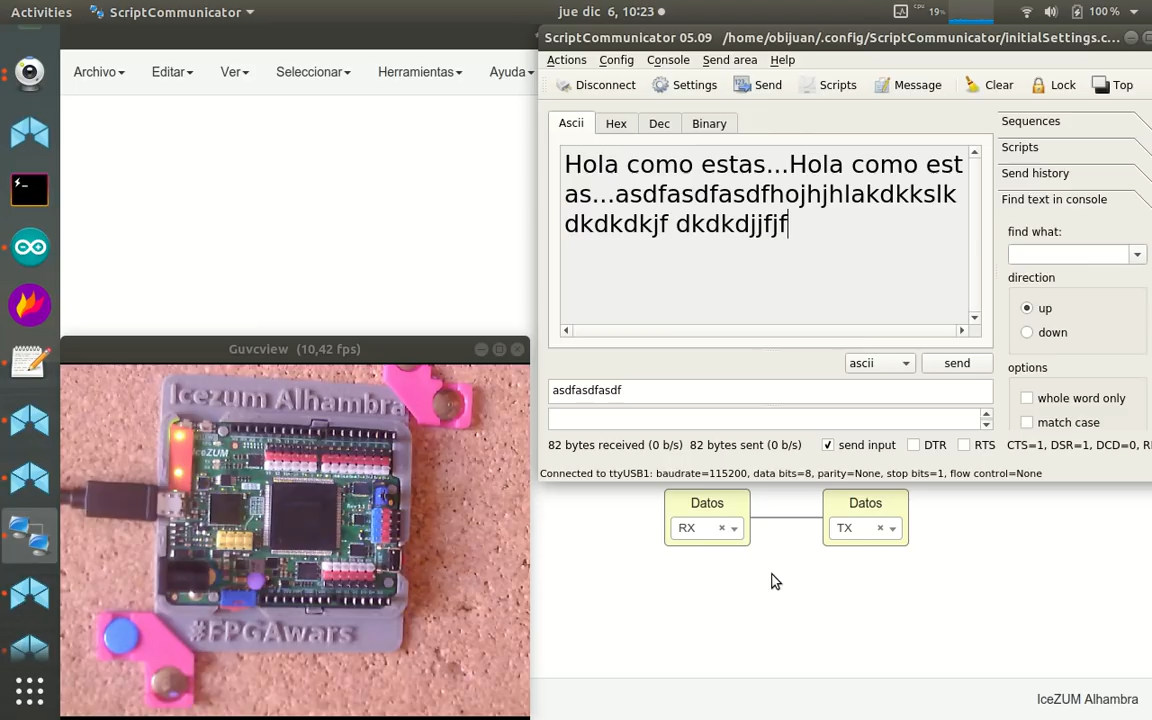 Activities
ScriptCommunicator
jue dic 6, 10:23
cpu 19%
100 %
Archivo
Editar
Ver
Seleccionar
Herramientas
Ayuda
ScriptCommunicator 05.09 /home/obijuan/.config/ScriptCommunicator/initialSettings.c...
Actions Config Console Send area Help
Disconnect Settings Send Scripts Message Clear Lock Top
Ascii Hex Dec Binary
Hola como estas...Hola como est
as...asdfasdfasdfhojhjhlakdkkslk
dkdkdkjf dkdkdjjfjf
Sequences
Scripts
Send history
Find text in console
find what:
direction
up
down
options
whole word only
match case
ascii
send
asdfasdfasdf
82 bytes received (0 b/s) 82 bytes sent (0 b/s) send input DTR RTS CTS=1, DSR=1, DCD=0, R
Connected to ttyUSB1: baudrate=115200, data bits=8, parity=None, stop bits=1, flow control=None
Guvcview (10,42 fps)
Icezum Alhambra
IceZUM
#FPGAwars
Datos
RX
Datos
TX
IceZUM Alhambra